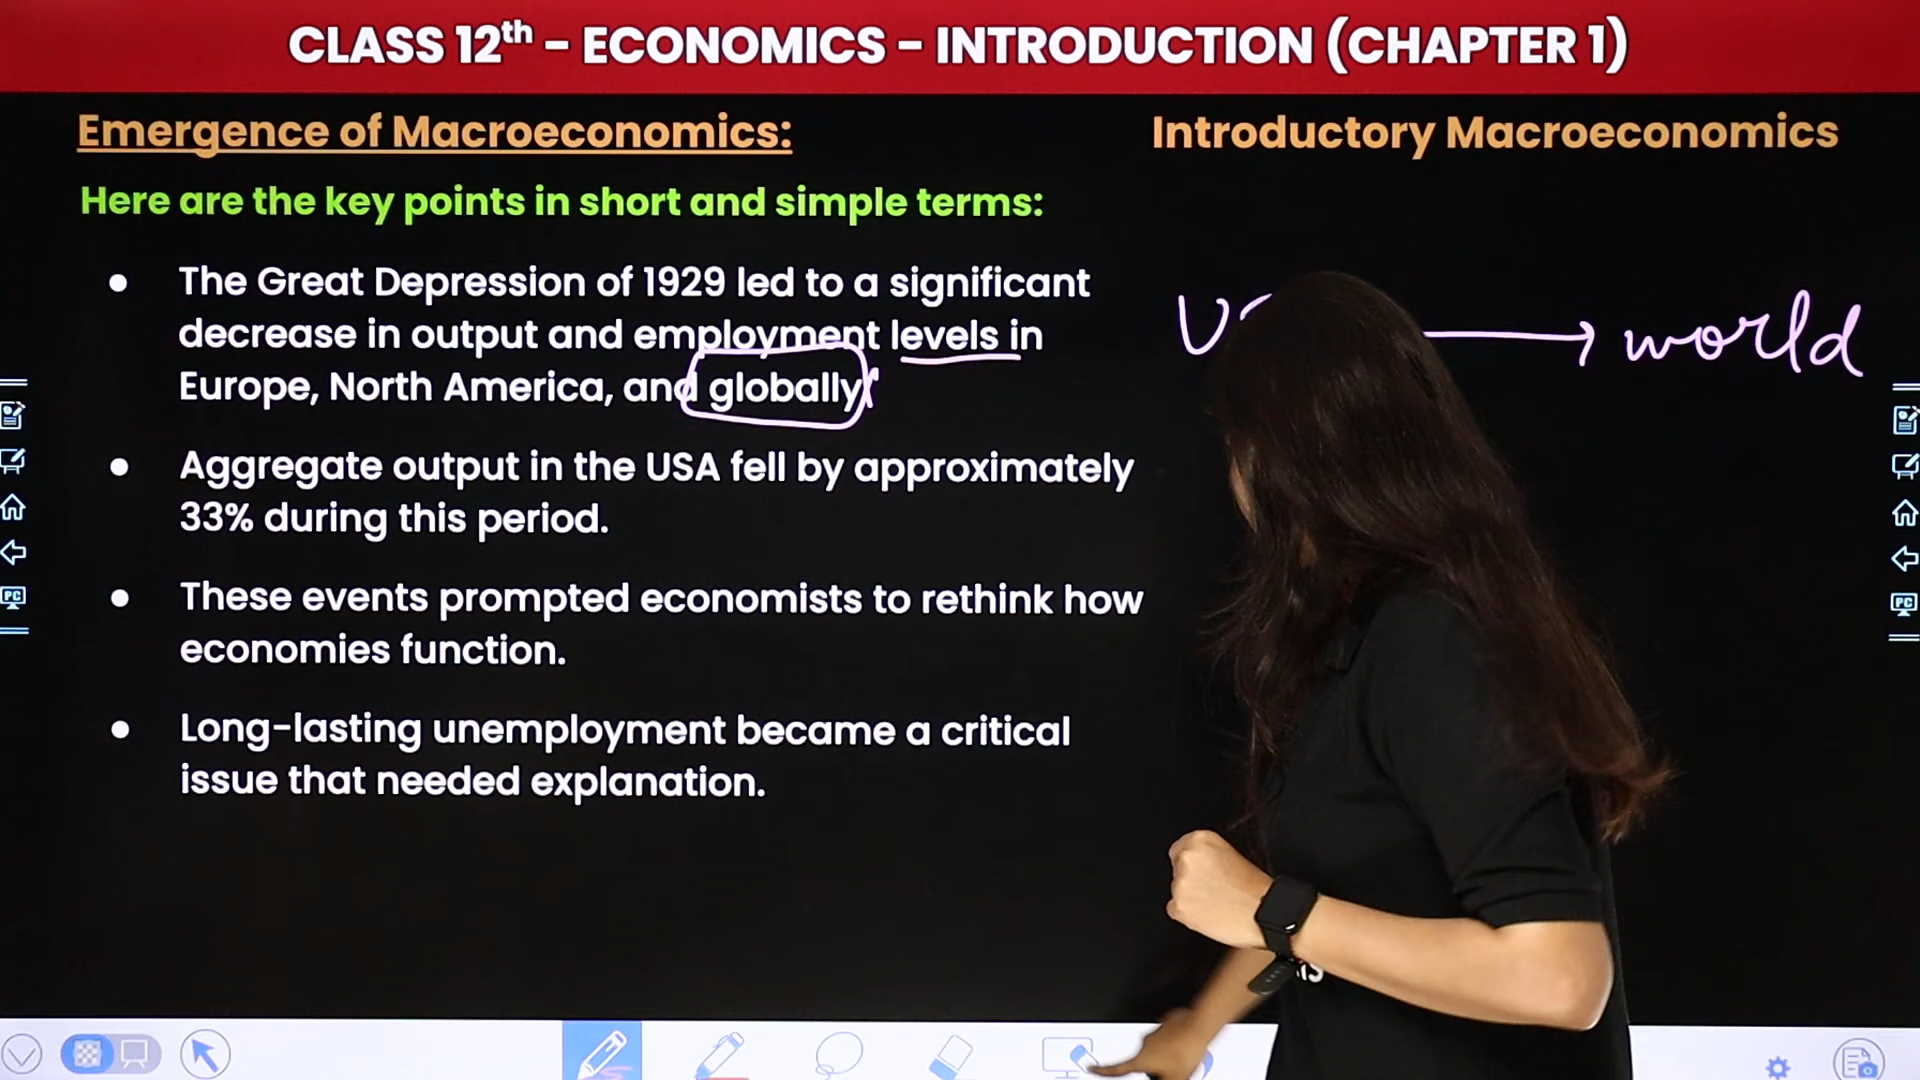 CLASS 12th - ECONOMICS - INTRODUCTION (CHAPTER 1)
Emergence of Macroeconomics:
Introductory Macroeconomics
Here are the key points in short and simple terms:
● The Great Depression of 1929 led to a significant
decrease in output and employment levels in
Europe, North America, and globally
world
● Aggregate output in the USA fell by approximately
33% during this period.
● These events prompted economists to rethink how
economies function.
● Long-lasting unemployment became a critical
issue that needed explanation.
PC
PC